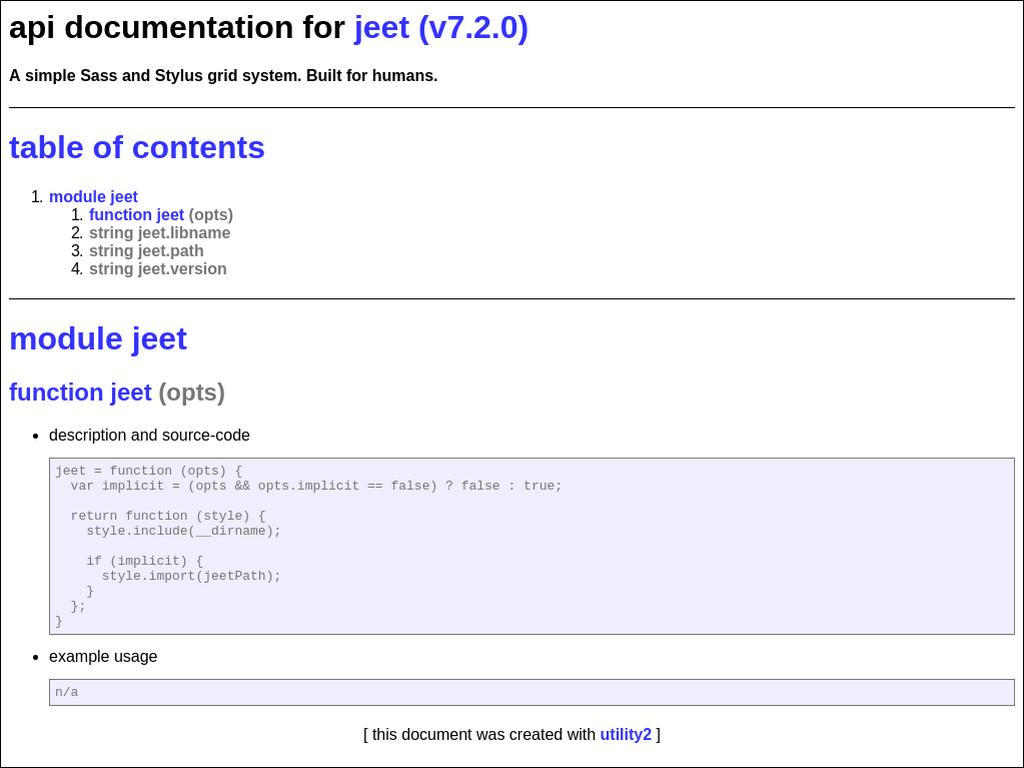 api documentation for jeet (v7.2.0)
A simple Sass and Stylus grid system. Built for humans.
table of contents
1. module jeet
1. function jeet (opts)
2. string jeet.libname
3. string jeet.path
4. string jeet.version
module jeet
function jeet (opts)
• description and source-code
jeet = function (opts) {
  var implicit = (opts && opts.implicit == false) ? false : true;
  return function (style) {
    style.include(__dirname);
    if (implicit) {
      style.import(jeetPath);
    }
  };
}
• example usage
n/a
[ this document was created with utility2 ]